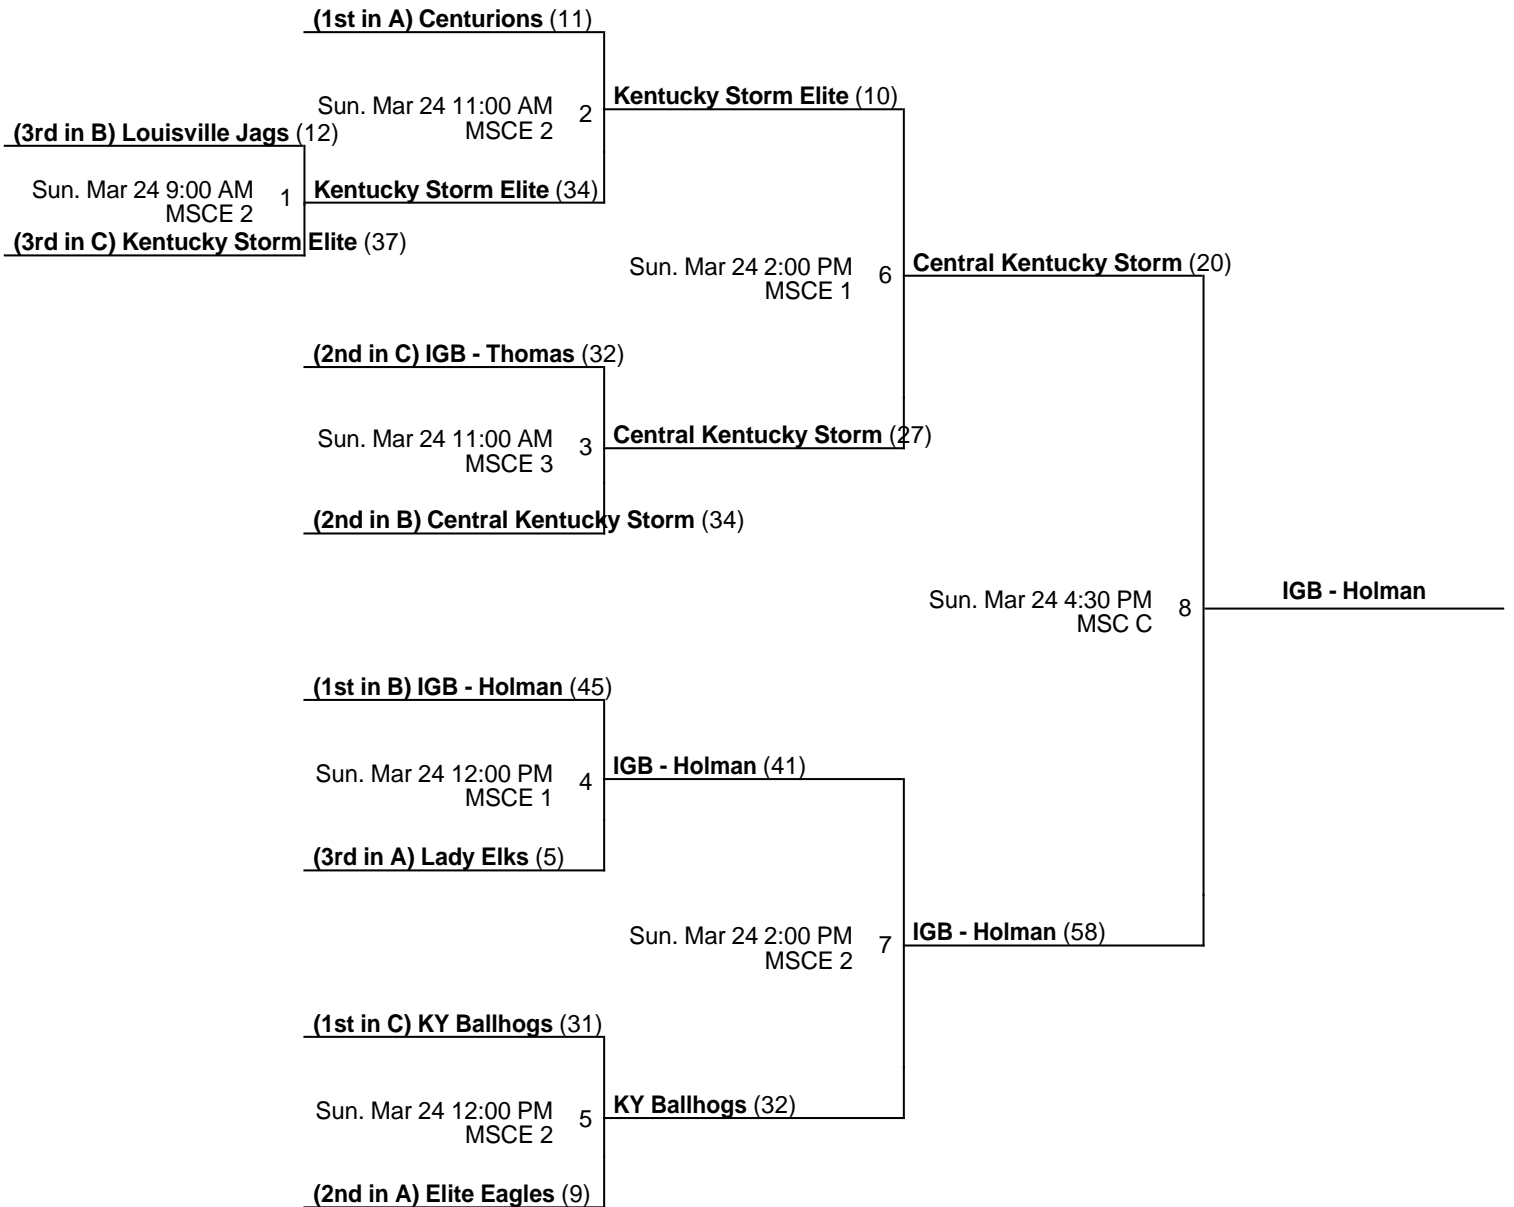 (1st in A) Centurions (11)
Sun. Mar 24 11:00 AM
MSCE 2
2
Kentucky Storm Elite (10)
(3rd in B) Louisville Jags (12)
Sun. Mar 24 9:00 AM
MSCE 2
1
Kentucky Storm Elite (34)
(3rd in C) Kentucky Storm Elite (37)
Sun. Mar 24 2:00 PM
MSCE 1
6
Central Kentucky Storm (20)
(2nd in C) IGB - Thomas (32)
Sun. Mar 24 11:00 AM
MSCE 3
3
Central Kentucky Storm (27)
(2nd in B) Central Kentucky Storm (34)
Sun. Mar 24 4:30 PM
MSC C
8
IGB - Holman
(1st in B) IGB - Holman (45)
Sun. Mar 24 12:00 PM
MSCE 1
4
IGB - Holman (41)
(3rd in A) Lady Elks (5)
Sun. Mar 24 2:00 PM
MSCE 2
7
IGB - Holman (58)
(1st in C) KY Ballhogs (31)
Sun. Mar 24 12:00 PM
MSCE 2
5
KY Ballhogs (32)
(2nd in A) Elite Eagles (9)